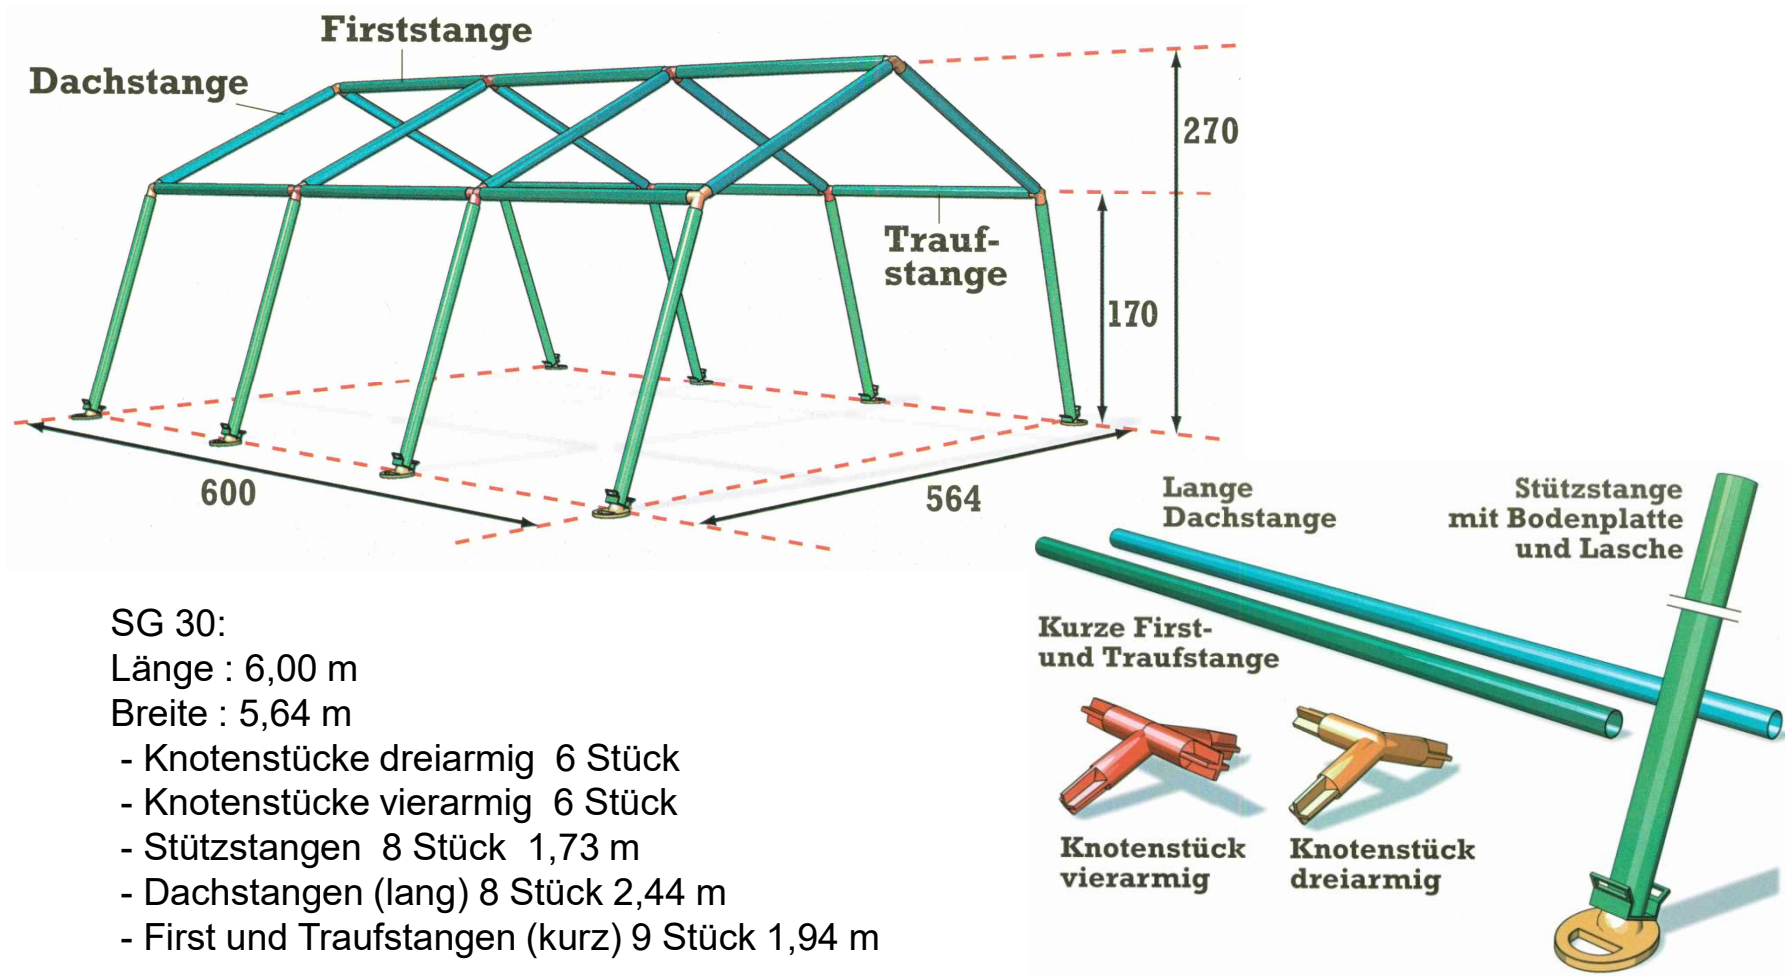 Firststange
Dachstange
270
Trauf-
stange
170
600
564
Lange
Dachstange
Stützstange
mit Bodenplatte
und Lasche
Kurze First-
und Traufstange
Knotenstück
vierarmig
Knotenstück
dreiarmig
SG 30:
Länge : 6,00 m
Breite : 5,64 m
- Knotenstücke dreiarmig  6 Stück
- Knotenstücke vierarmig  6 Stück
- Stützstangen  8 Stück  1,73 m
- Dachstangen (lang) 8 Stück 2,44 m
- First und Traufstangen (kurz) 9 Stück 1,94 m